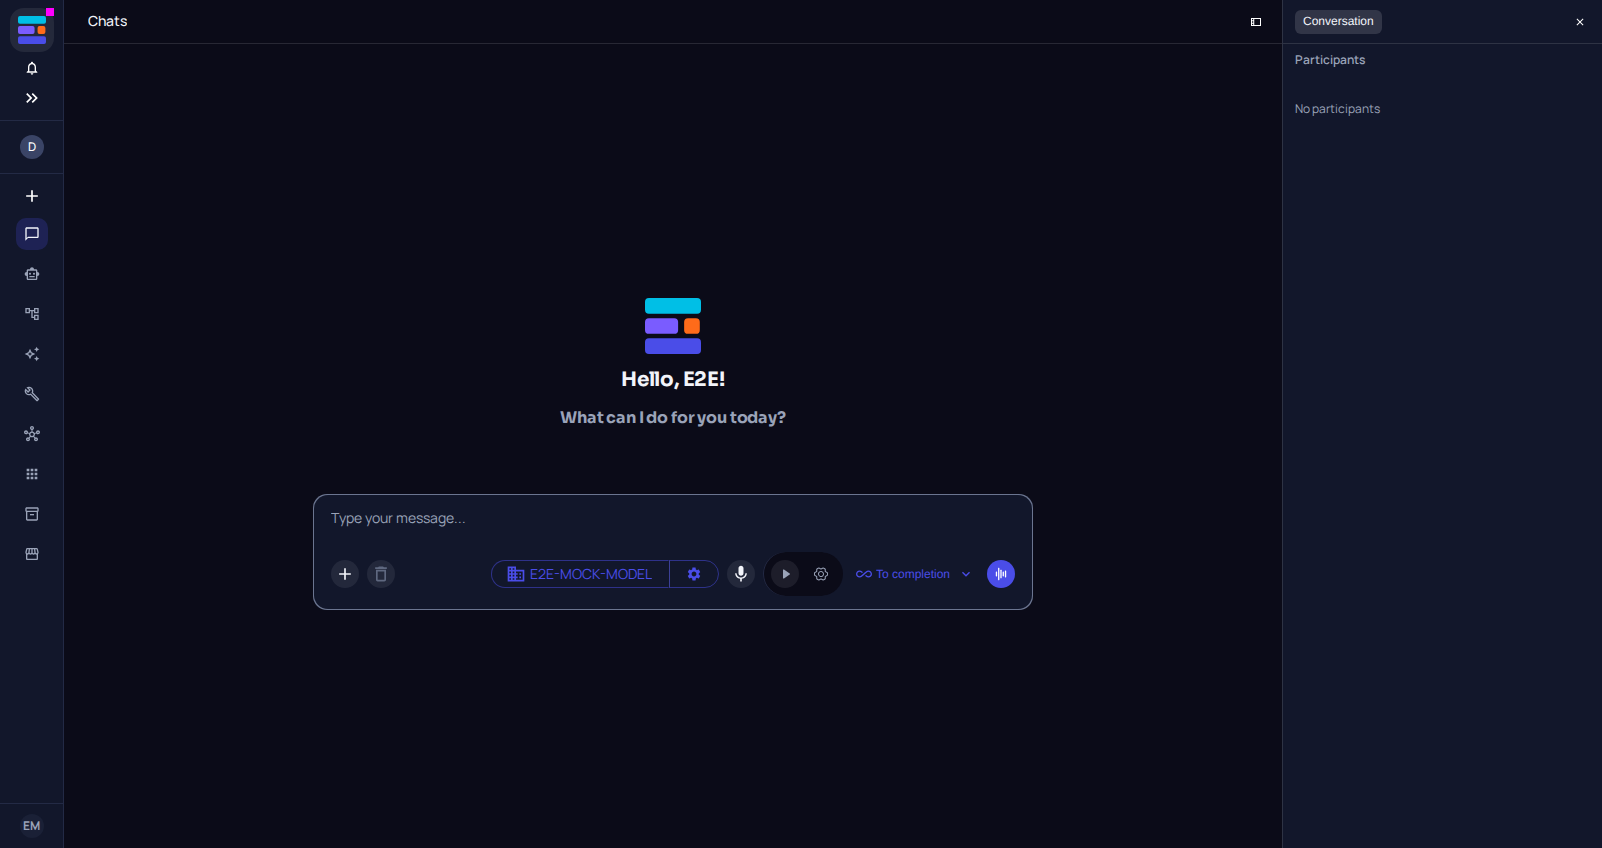 Chats
Conversation
Participants
No participants
D
Hello, E2E!
What can I do for you today?
Type your message...
E2E-MOCK-MODEL
To completion
EM